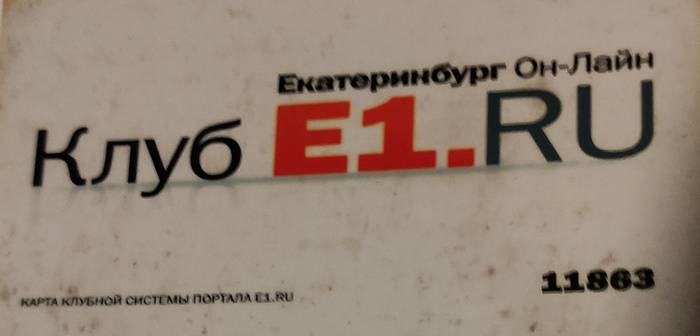 Екатеринбург Он-Лайн
Клуб E1.RU
11863
КАРТА КЛУБНОЙ СИСТЕМЫ ПОРТАЛА E1.RU